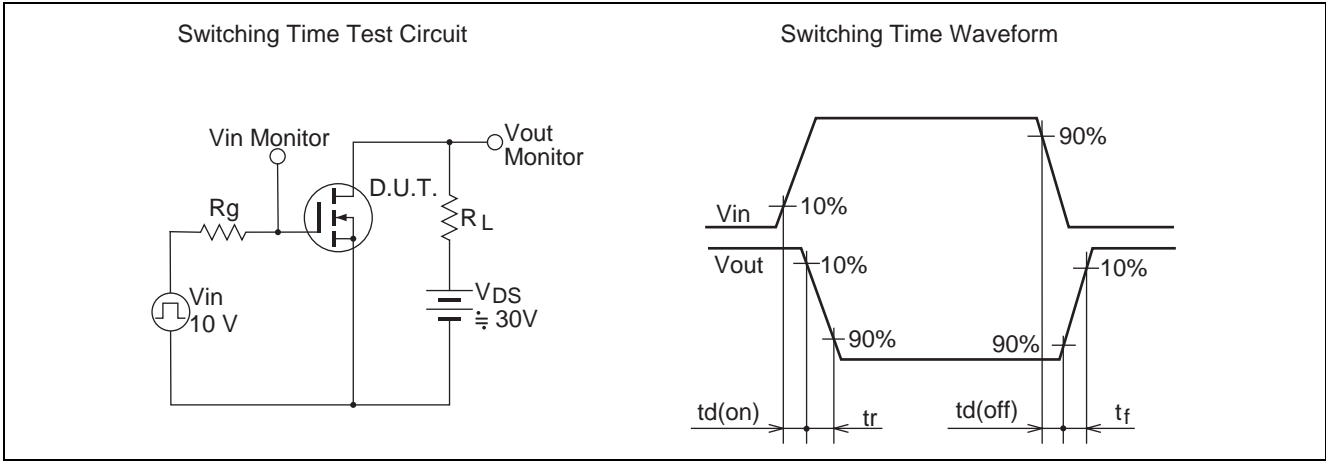 Switching Time Test Circuit
Vin Monitor
Vout
Monitor
D.U.T.
Rg
RL
Vin
10 V
VDS
≒ 30V
Switching Time Waveform
Vin
10%
90%
Vout
10%
90%
90%
10%
td(on)
tr
td(off)
tf